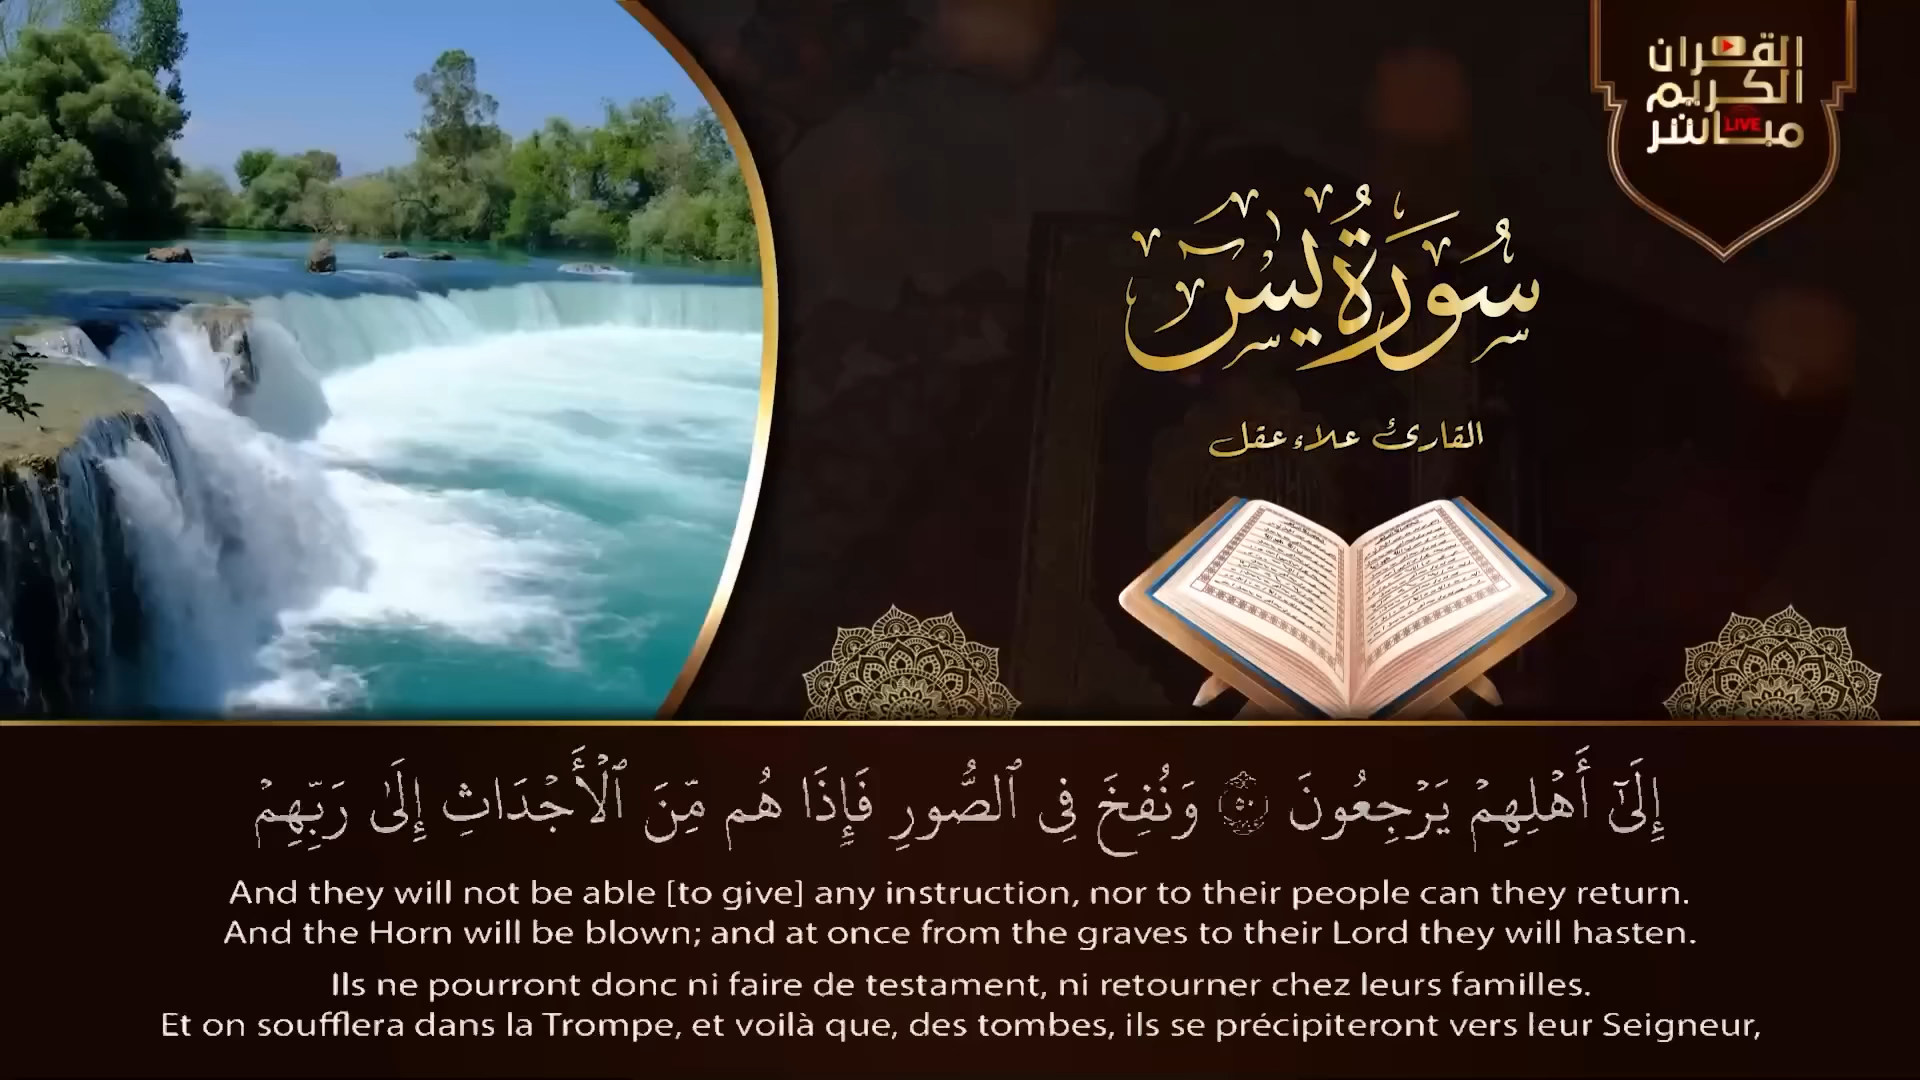 القران
الكريم
مباشر
LIVE
سُورَةُ يس
القارئ علاء عقل
إِلَىٰٓ أَهْلِهِمْ يَرْجِعُونَ ٥٠ وَنُفِخَ فِى ٱلصُّورِ فَإِذَا هُم مِّنَ ٱلْأَجْدَاثِ إِلَىٰ رَبِّهِمْ
And they will not be able [to give] any instruction, nor to their people can they return.
And the Horn will be blown; and at once from the graves to their Lord they will hasten.
Ils ne pourront donc ni faire de testament, ni retourner chez leurs familles.
Et on soufflera dans la Trompe, et voilà que, des tombes, ils se précipiteront vers leur Seigneur,